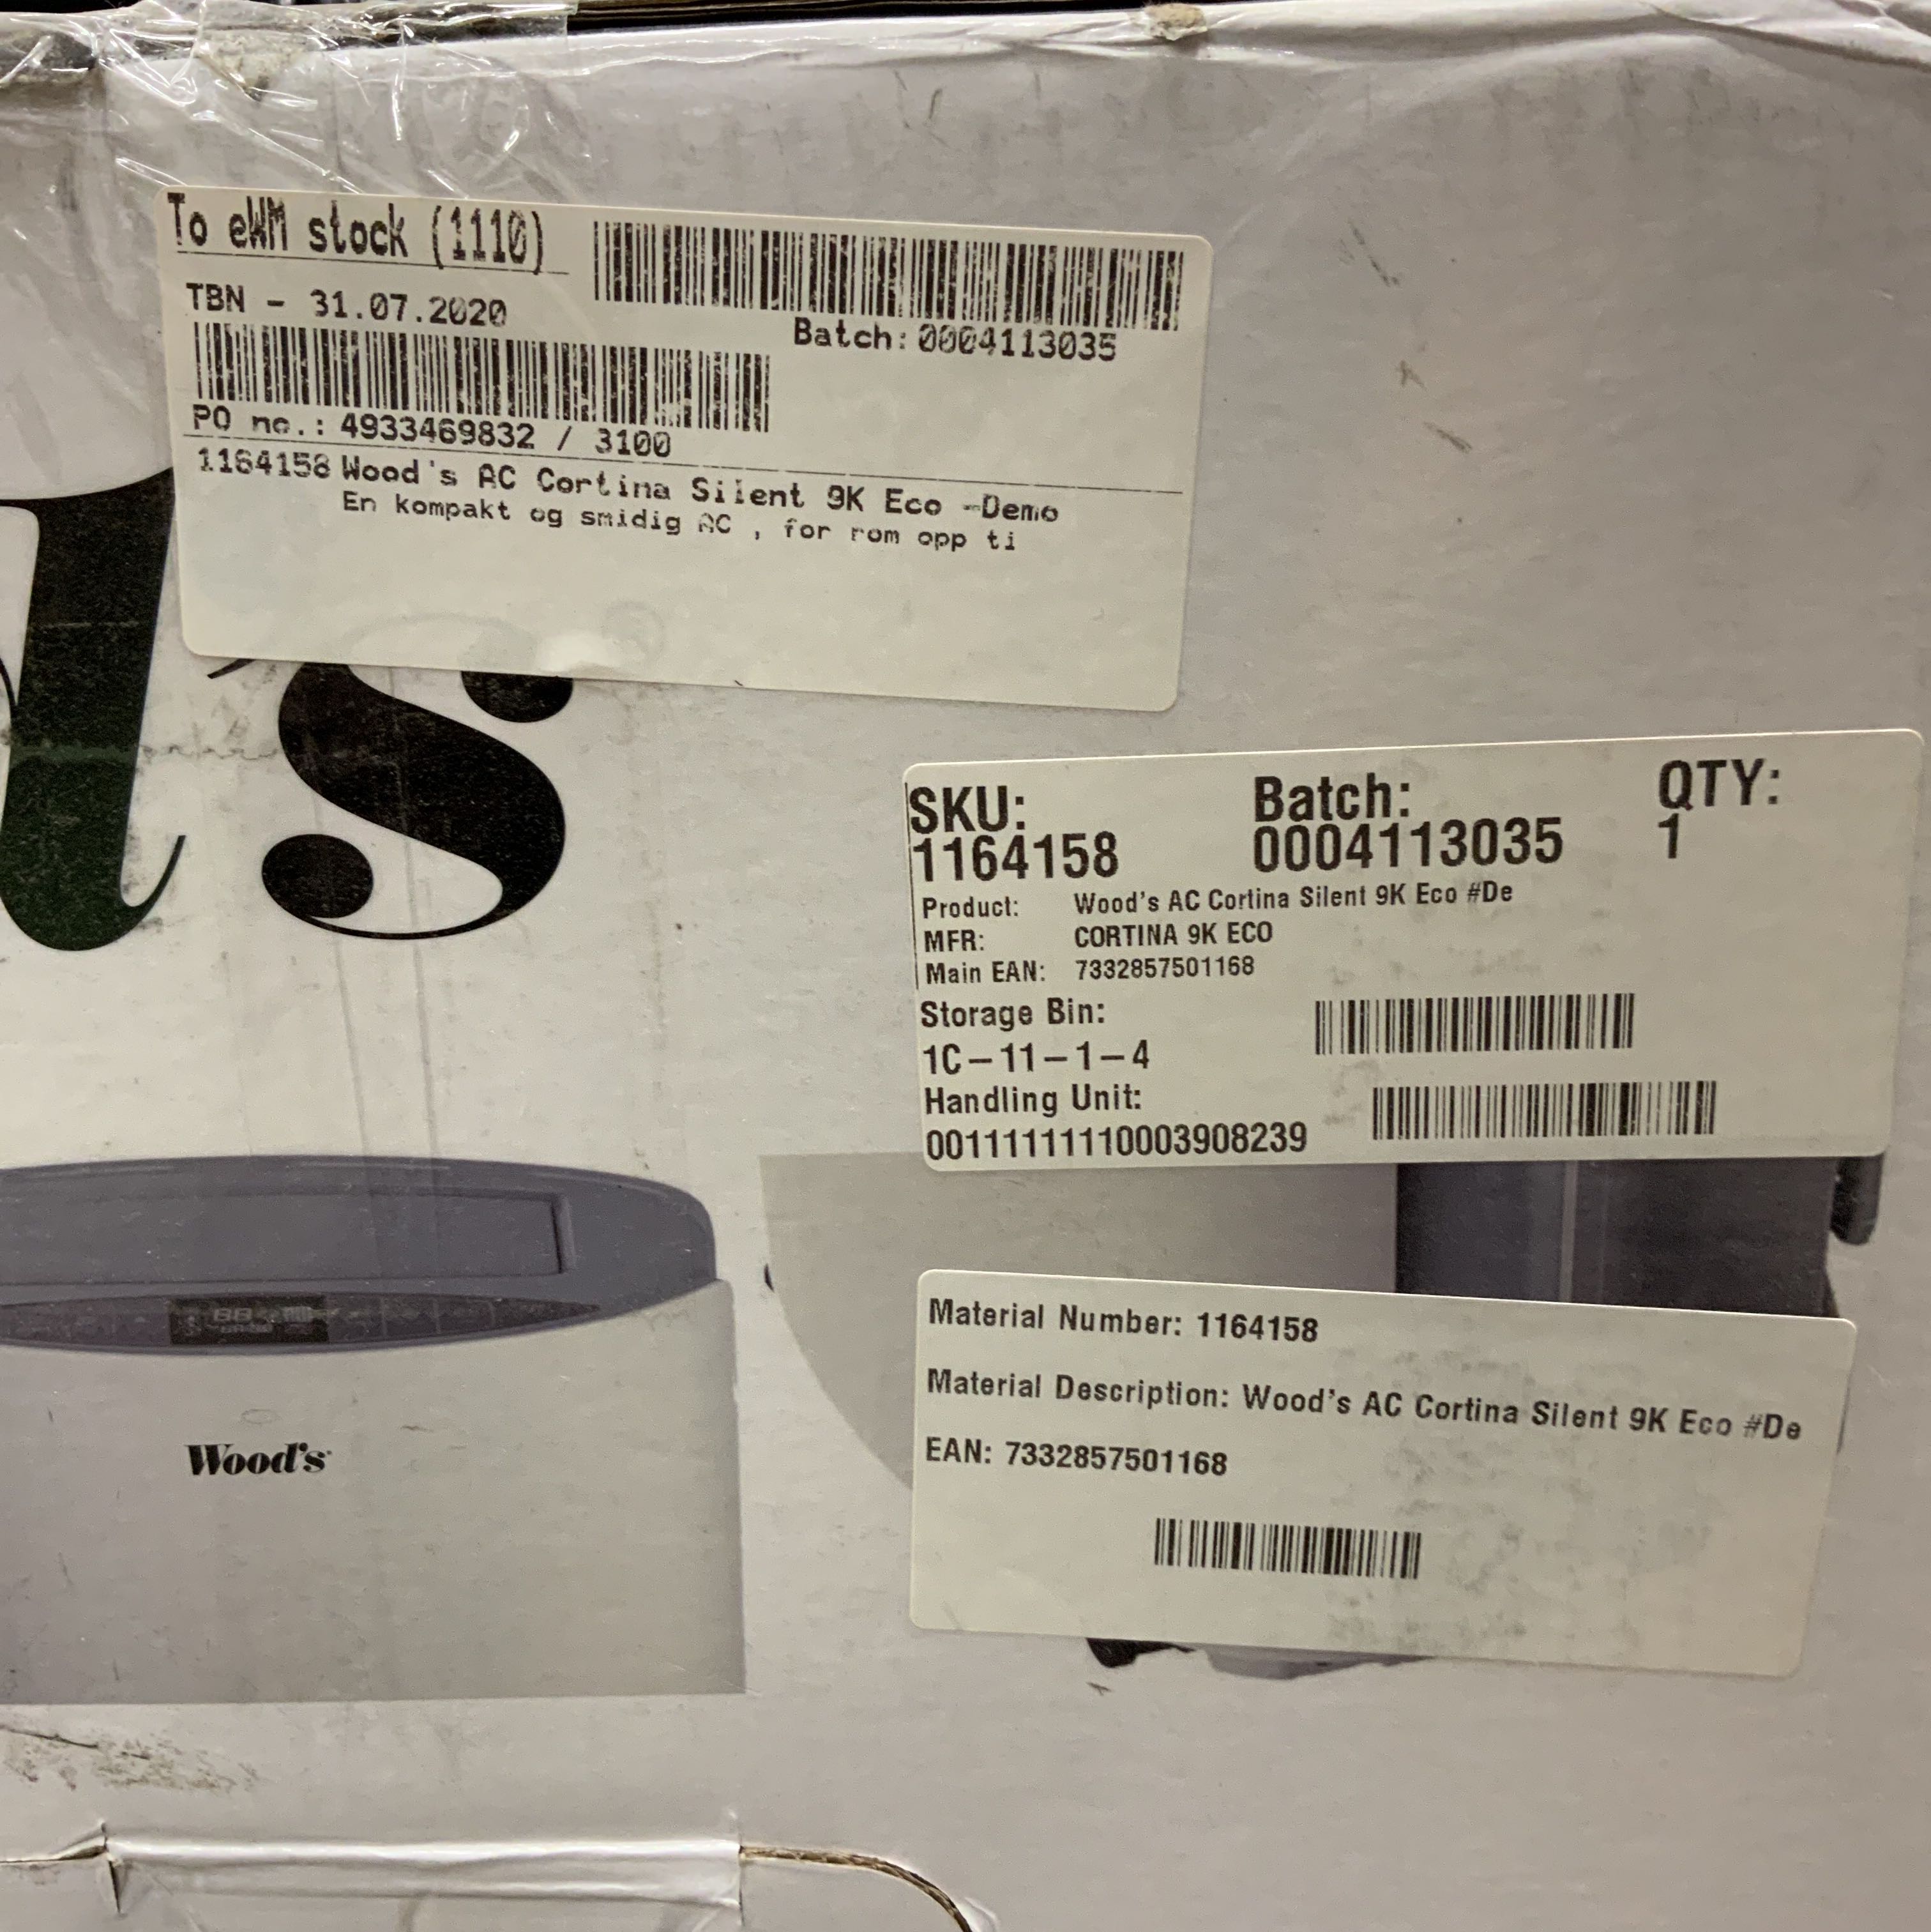 To eWM stock (1110)
TBN - 31.07.2020
Batch: 0004113035
PO no.: 4933469832 / 3100
1164158 Wood's AC Cortina Silent 9K Eco -Demo
En kompakt og smidig AC , for rom opp ti
d's
SKU: Batch: QTY:
1164158 0004113035 1
Product: Wood's AC Cortina Silent 9K Eco #De
MFR: CORTINA 9K ECO
Main EAN: 7332857501168
Storage Bin:
1C-11-1-4
Handling Unit:
00111111110003908239
Material Number: 1164158
Material Description: Wood's AC Cortina Silent 9K Eco #De
EAN: 7332857501168
Wood's